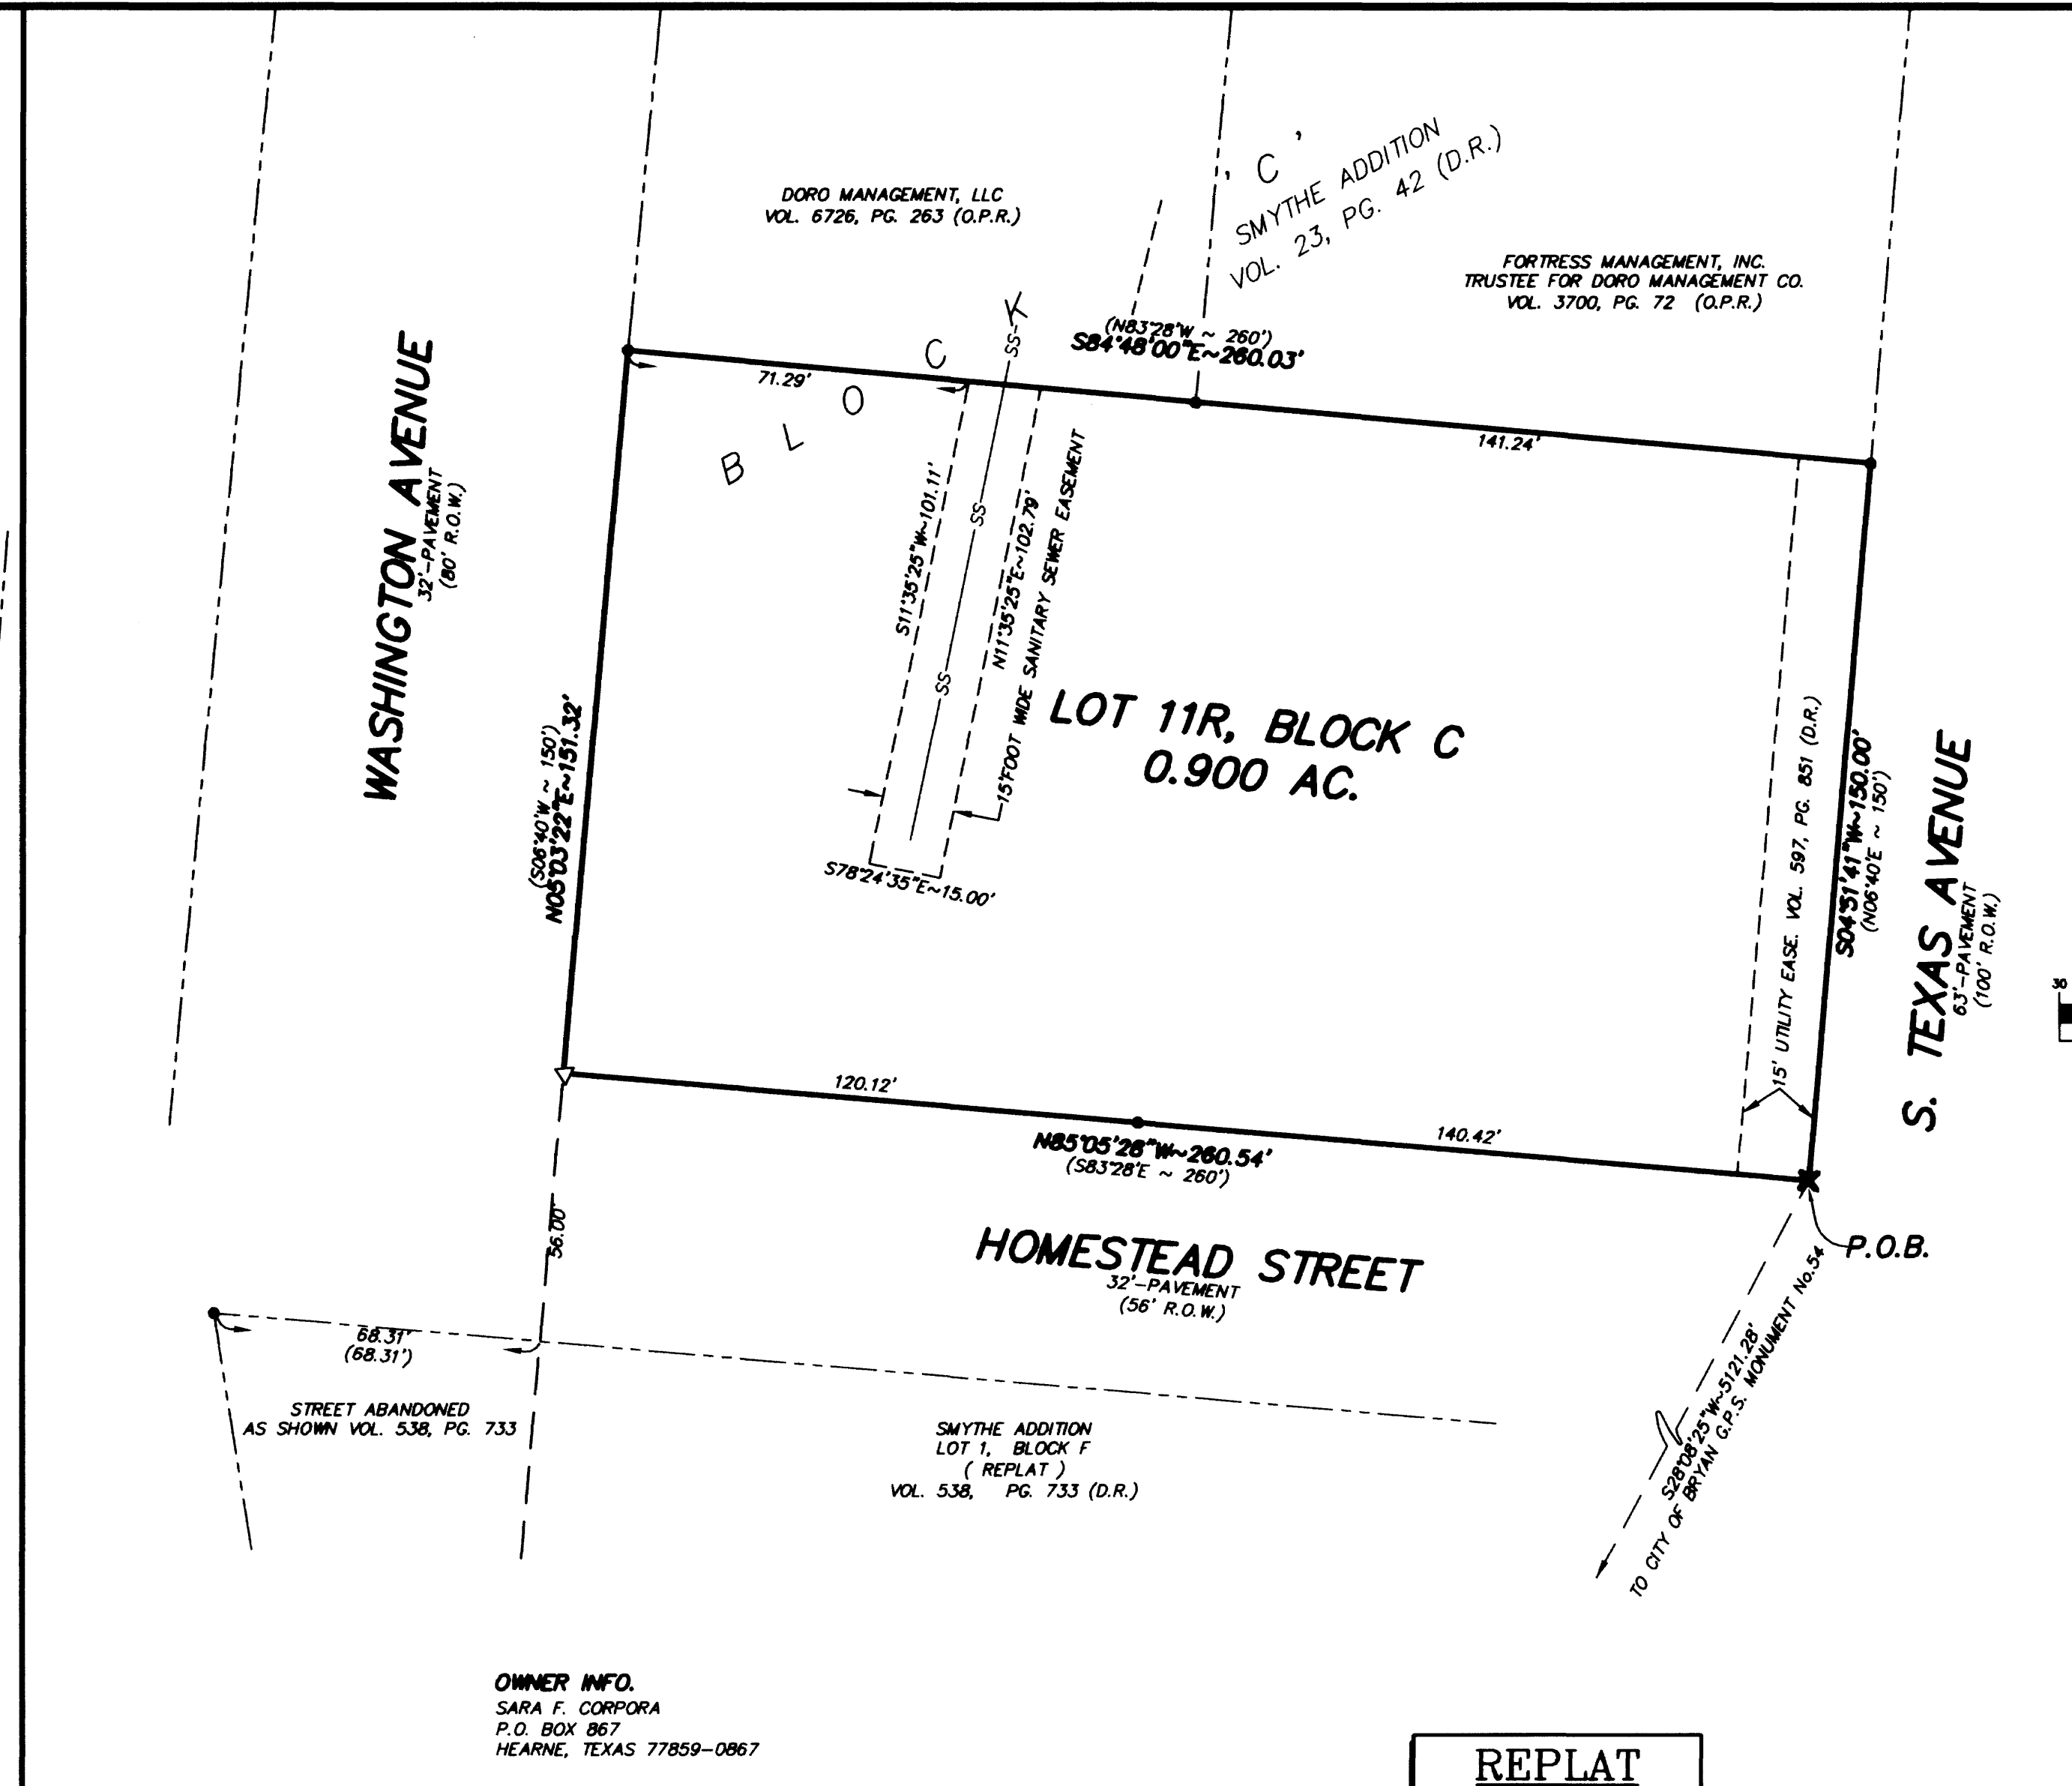 DORO MANAGEMENT, LLC
VOL. 6726, PG. 263 (O.P.R.)
' C '
SMYTHE ADDITION
VOL. 23, PG. 42 (D.R.)
FORTRESS MANAGEMENT, INC.
TRUSTEE FOR DORO MANAGEMENT CO.
VOL. 3700, PG. 72 (O.P.R.)
(N83°28'W ~ 260')
S84°48'00"E~260.03'
71.29'
141.24'
B L O C K
SS
SS
SS
WASHINGTON AVENUE
32'-PAVEMENT
(80' R.O.W.)
S11°35'25"W~101.11'
N11°35'25"E~102.79'
15'FOOT WIDE SANITARY SEWER EASEMENT
S78°24'35"E~15.00'
LOT 11R, BLOCK C
0.900 AC.
(S06°40'W ~ 150')
N05°03'22"E~151.32'
15' UTILITY EASE. VOL. 597, PG. 851 (D.R.)
S04°51'41"W~150.00'
(N06°40'E ~ 150')
S. TEXAS AVENUE
63'-PAVEMENT
(100' R.O.W.)
30
120.12'
140.42'
N85°05'26"W~260.54'
(S83°28'E ~ 260')
56.00'
HOMESTEAD STREET
32'-PAVEMENT
(56' R.O.W.)
P.O.B.
S28°08'25"W~5121.28'
TO CITY OF BRYAN G.P.S. MONUMENT No.54
68.31'
(68.31')
STREET ABANDONED
AS SHOWN VOL. 538, PG. 733
SMYTHE ADDITION
LOT 1, BLOCK F
( REPLAT )
VOL. 538, PG. 733 (D.R.)
OWNER INFO.
SARA F. CORPORA
P.O. BOX 867
HEARNE, TEXAS 77859-0867
REPLAT